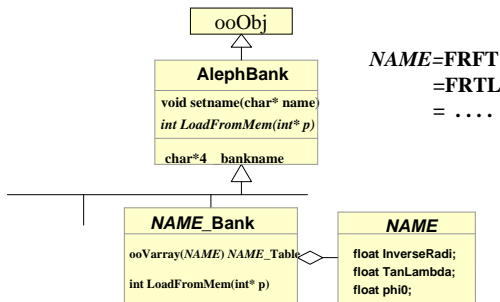 ooObj
AlephBank
void setname(char* name)
int LoadFromMem(int* p)
char*4 _bankname
NAME=FRFT
=FRTL
= . . . .
NAME_Bank
ooVarray(NAME) NAME_Table
int LoadFromMem(int* p)
NAME
float InverseRadi;
float TanLambda;
float phi0;